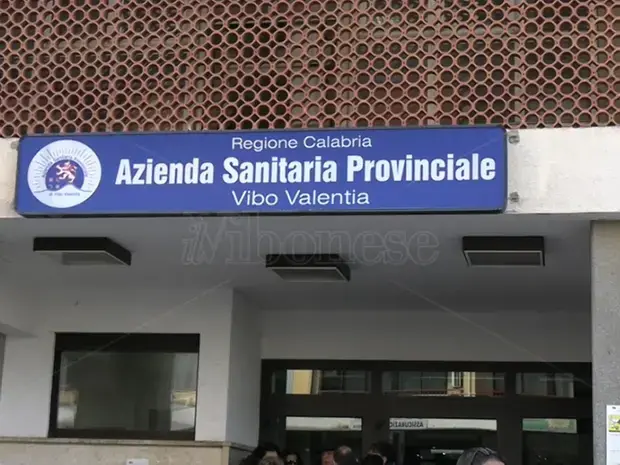 Regione Calabria
Azienda Sanitaria Provinciale
Vibo Valentia
ilVibonese